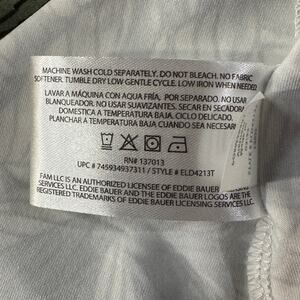 MACHINE WASH COLD SEPARATELY. DO NOT BLEACH. NO FABRIC
SOFTENER. TUMBLE DRY LOW GENTLE CYCLE. LOW IRON WHEN NEEDED
LAVAR A MÁQUINA CON AGUA FRÍA, POR SEPARADO. NO USAR
BLANQUEADOR. NO USAR SUAVIZANTES. SECAR EN SECADORA
DOMESTICA A TEMPERATURA BAJA, CICLO DELICADO.
PLANCHAR A TEMPERATURA BAJA CUANDO SEA NECESAR
RN# 137013
UPC # 745934937311 / STYLE # ELD4213T
FAM LLC IS AN AUTHORIZED LICENSEE OF EDDIE BAUER
SERVICES LLC. EDDIE BAUER AND THE EDDIE BAUER LOGOS ARE THE
REGISTERED TRADEMARKS OF EDDIE BAUER LICENSING SERVICES LLC.